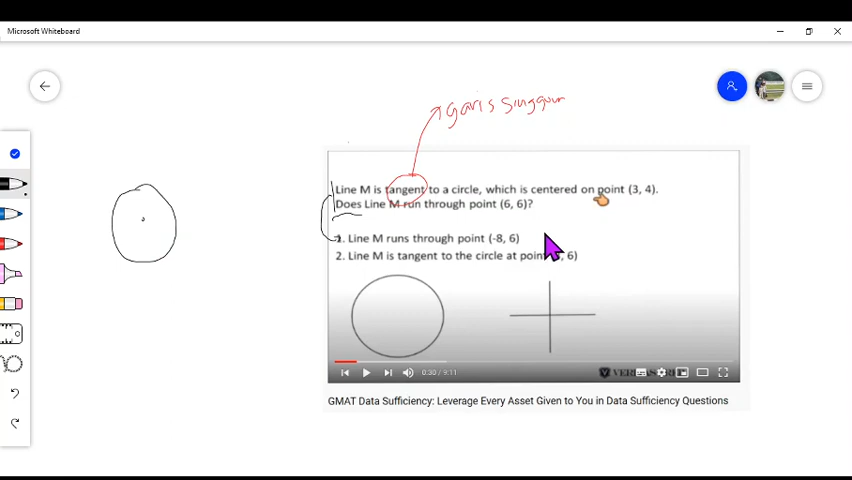 Microsoft Whiteboard
garis singgung
Line M is tangent to a circle, which is centered on point (3, 4).
Does Line M run through point (6, 6)?
1. Line M runs through point (-8, 6)
2. Line M is tangent to the circle at point , 6)
0:30 / 9:11
GMAT Data Sufficiency: Leverage Every Asset Given to You in Data Sufficiency Questions